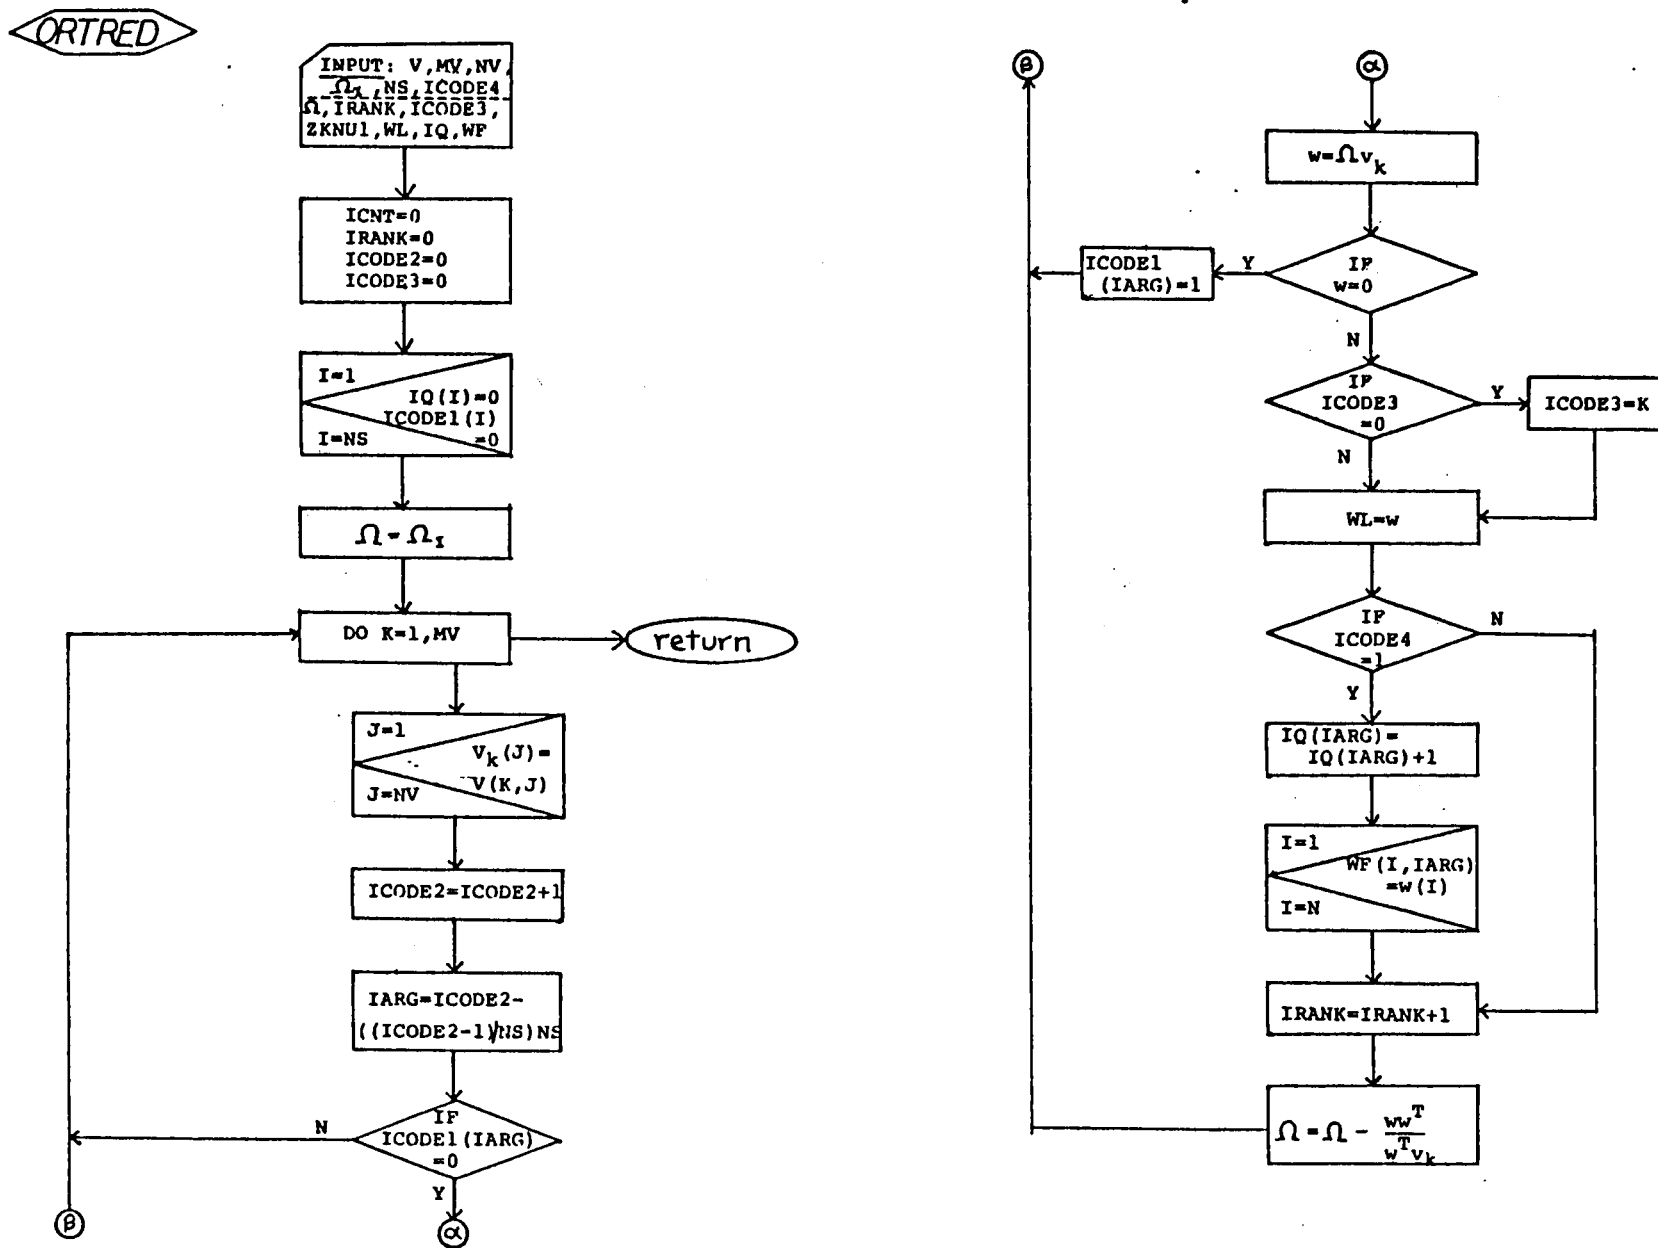 ORTRED
INPUT: V,MV,NV,
Ω_I,NS,ICODE4
Ω,IRANK,ICODE3,
ZKNU1,WL,IQ,WF
ICNT=0
IRANK=0
ICODE2=0
ICODE3=0
I=1
IQ(I)=0
ICODE1(I)
=0
I=NS
Ω=Ω_I
DO K=1,MV
return
J=1
V_k(J)=
V(K,J)
J=NV
ICODE2=ICODE2+1
IARG=ICODE2-
((ICODE2-1)/NS)NS
IF
ICODE1(IARG)
=0
N
Y
β
α
β
α
w=Ωv_k
IF
w=0
Y
ICODE1
(IARG)=1
N
IF
ICODE3
=0
Y
ICODE3=K
N
WL=w
IF
ICODE4
=1
N
Y
IQ(IARG)=
IQ(IARG)+1
I=1
WF(I,IARG)
=w(I)
I=N
IRANK=IRANK+1
Ω=Ω - ww^T
w^Tv_k